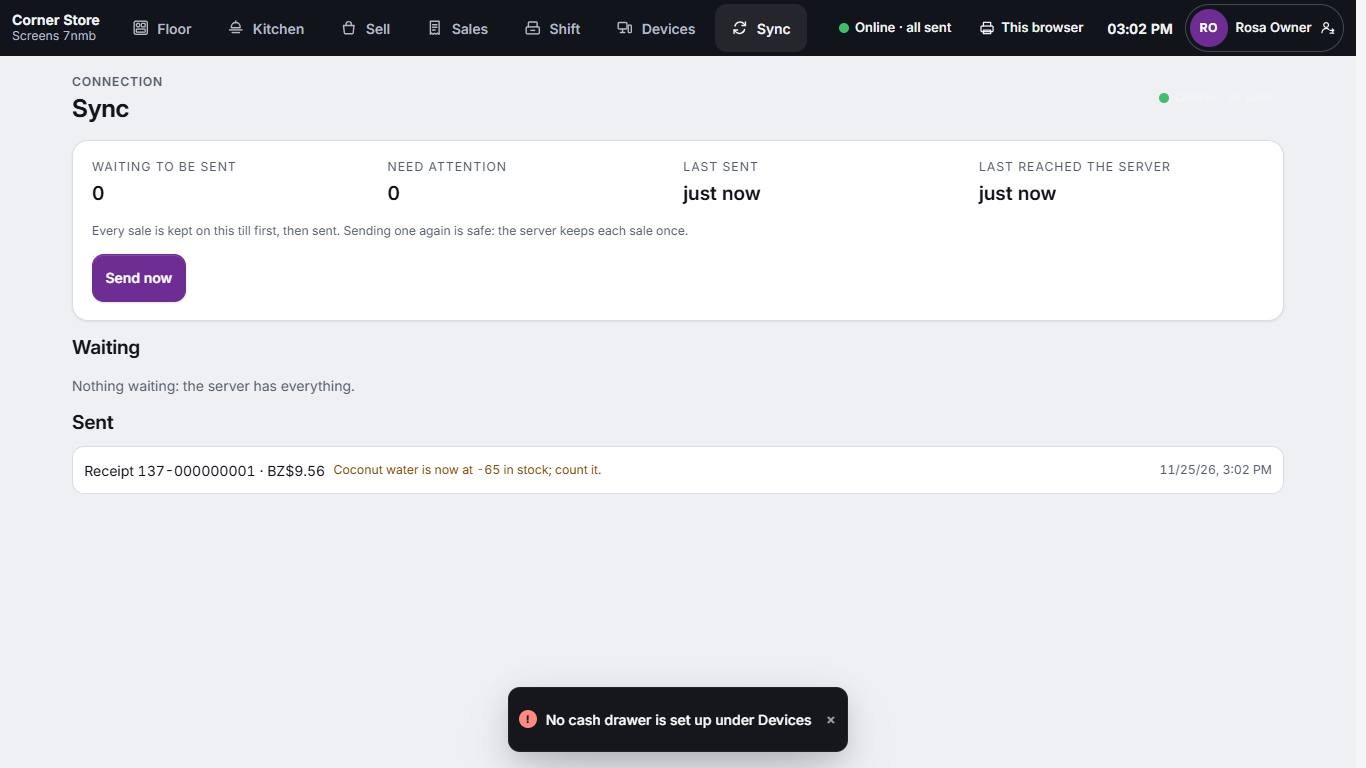 Corner Store
Screens 7nmb
Floor
Kitchen
Sell
Sales
Shift
Devices
Sync
Online · all sent
This browser
03:02 PM
RO
Rosa Owner
CONNECTION
Sync
WAITING TO BE SENT
0
NEED ATTENTION
0
LAST SENT
just now
LAST REACHED THE SERVER
just now
Every sale is kept on this till first, then sent. Sending one again is safe: the server keeps each sale once.
Send now
Waiting
Nothing waiting: the server has everything.
Sent
Receipt 137-000000001 · BZ$9.56 Coconut water is now at -65 in stock; count it. 11/25/26, 3:02 PM
No cash drawer is set up under Devices